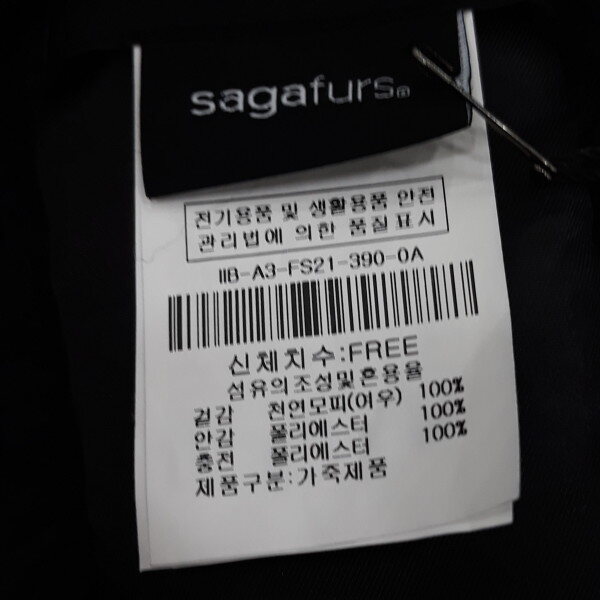 sagafurs®
전기용품 및 생활용품 안전
관리법에 의한 품질표시
IIB-A3-FS21-390-0A
신체치수:FREE
섬유의조성및혼용율
겉감 천연모피(여우) 100%
안감 폴리에스터 100%
충전 폴리에스터 100%
제품구분:가죽제품